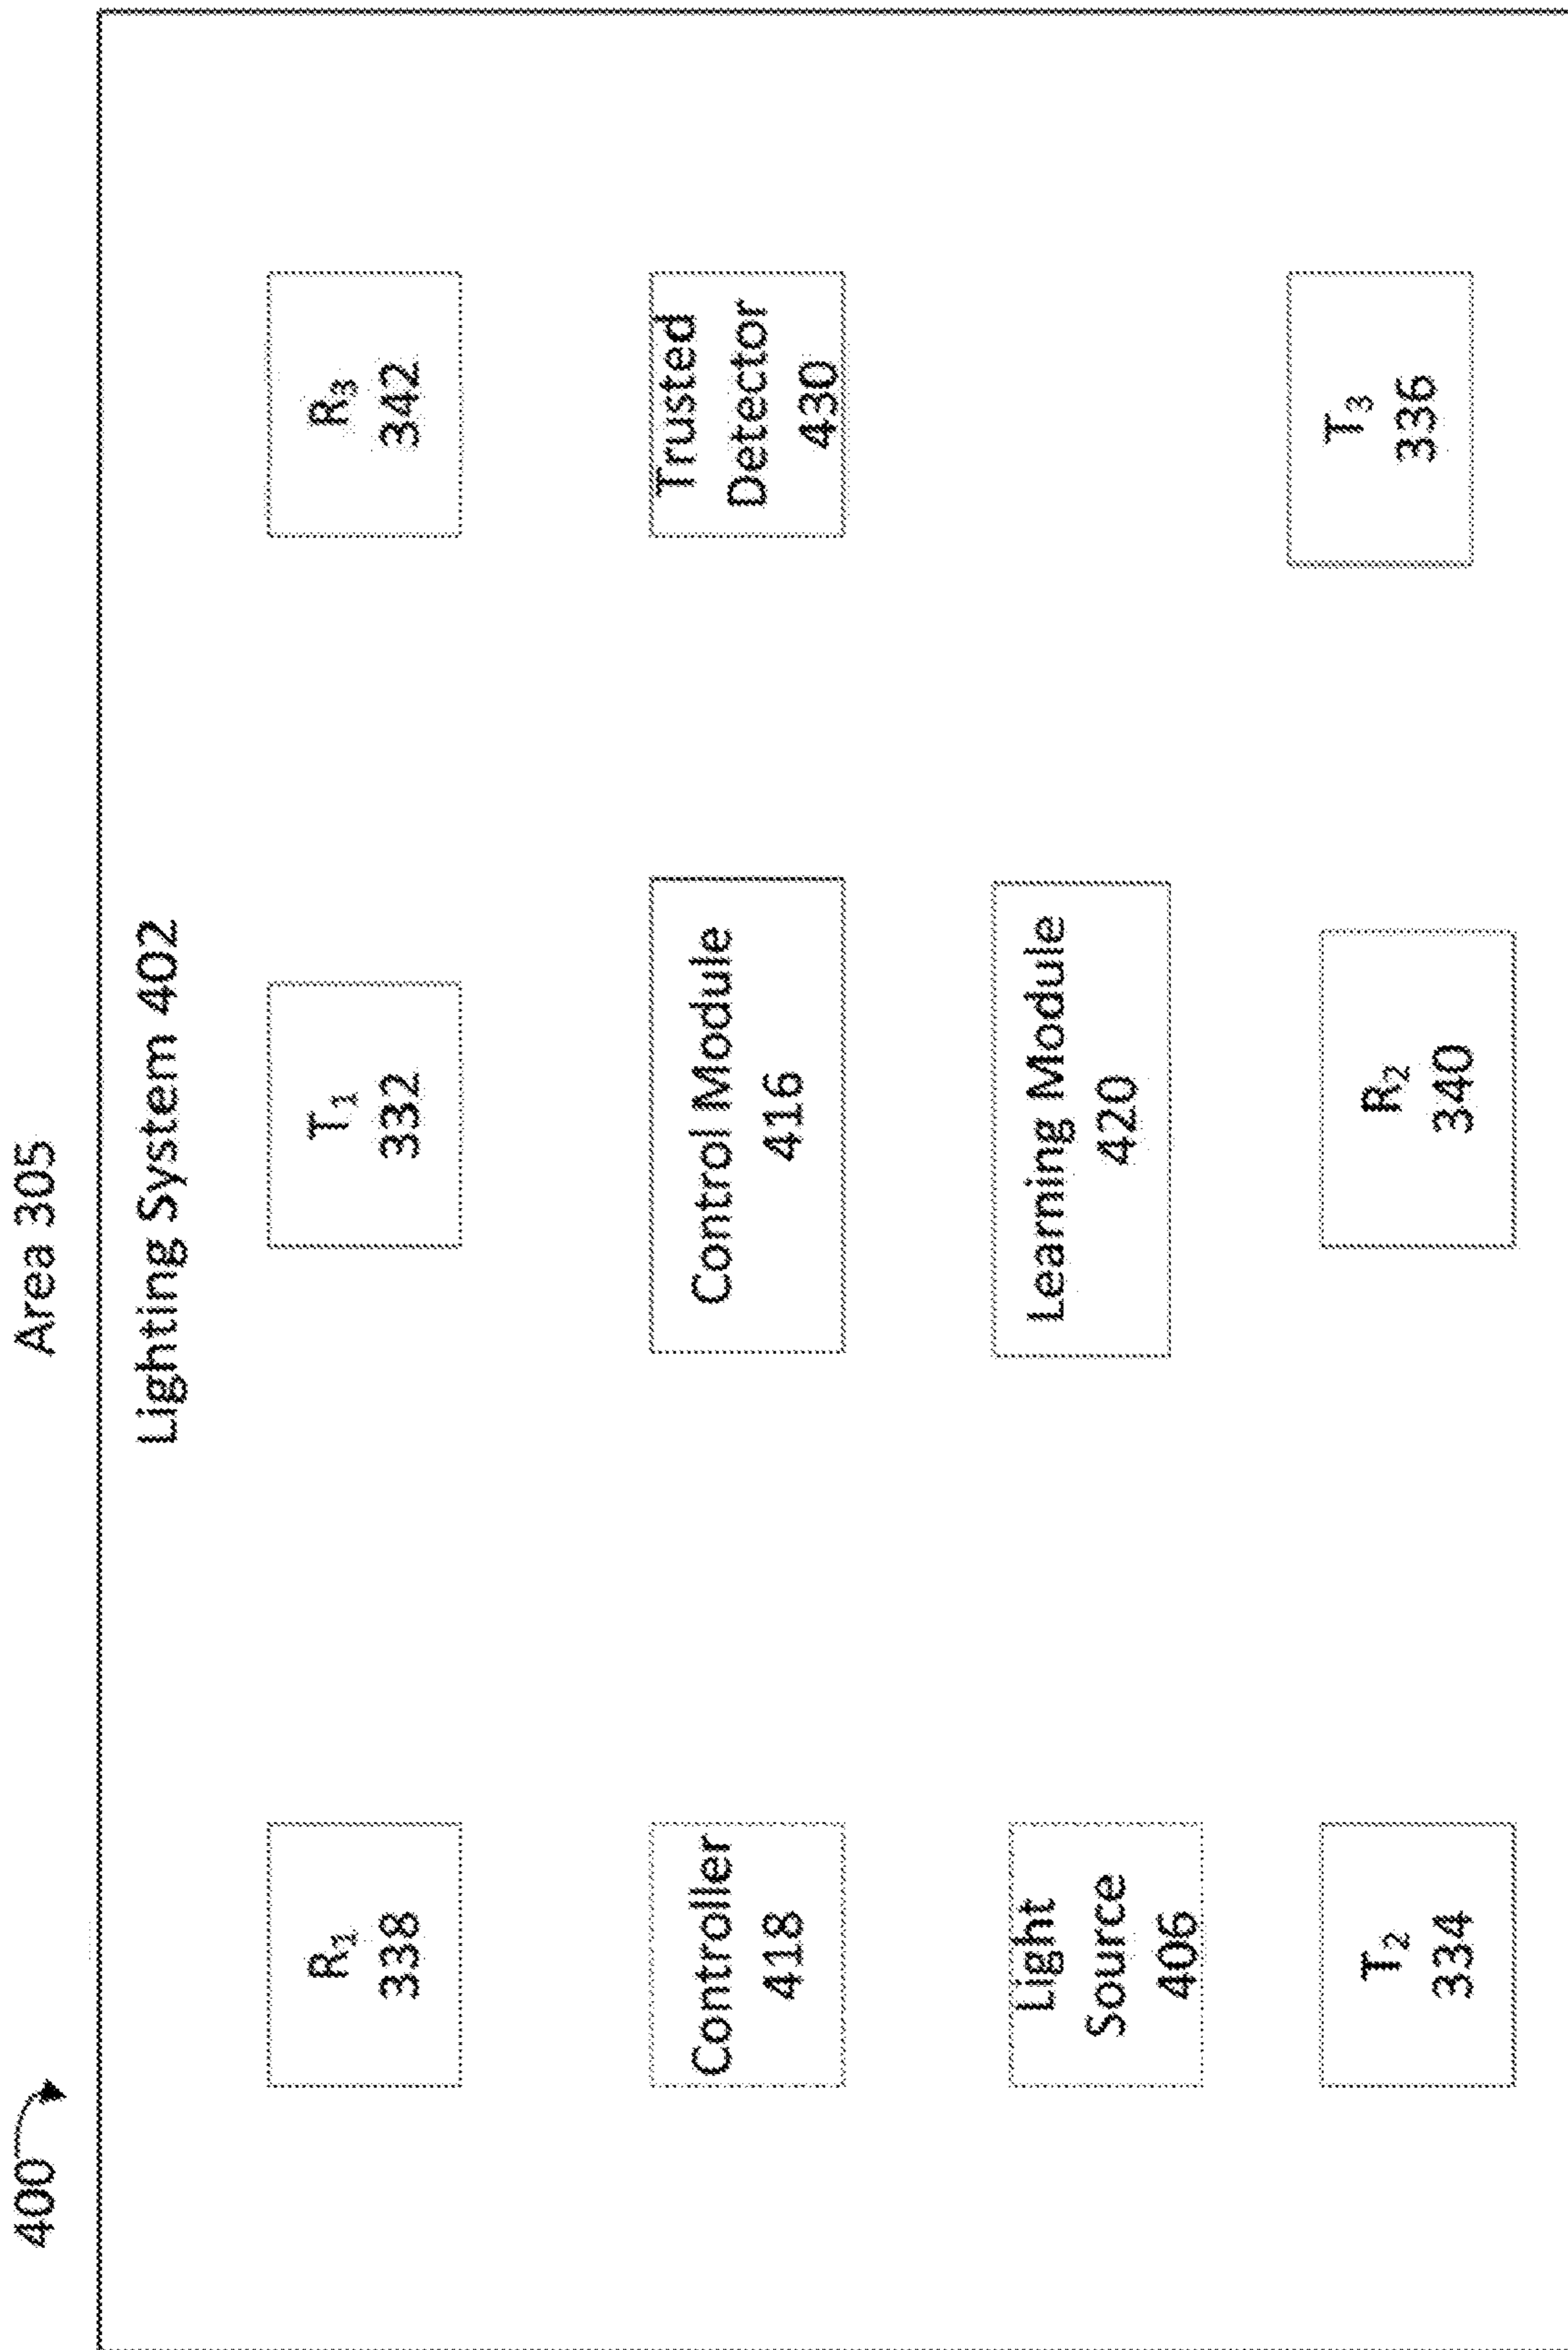 400
Area 305
Lighting System 402
R1
338
T1
332
R3
342
Controller
418
Control Module
416
Trusted
Detector
430
Light
Source
406
Learning Module
420
T2
334
R2
340
T3
336